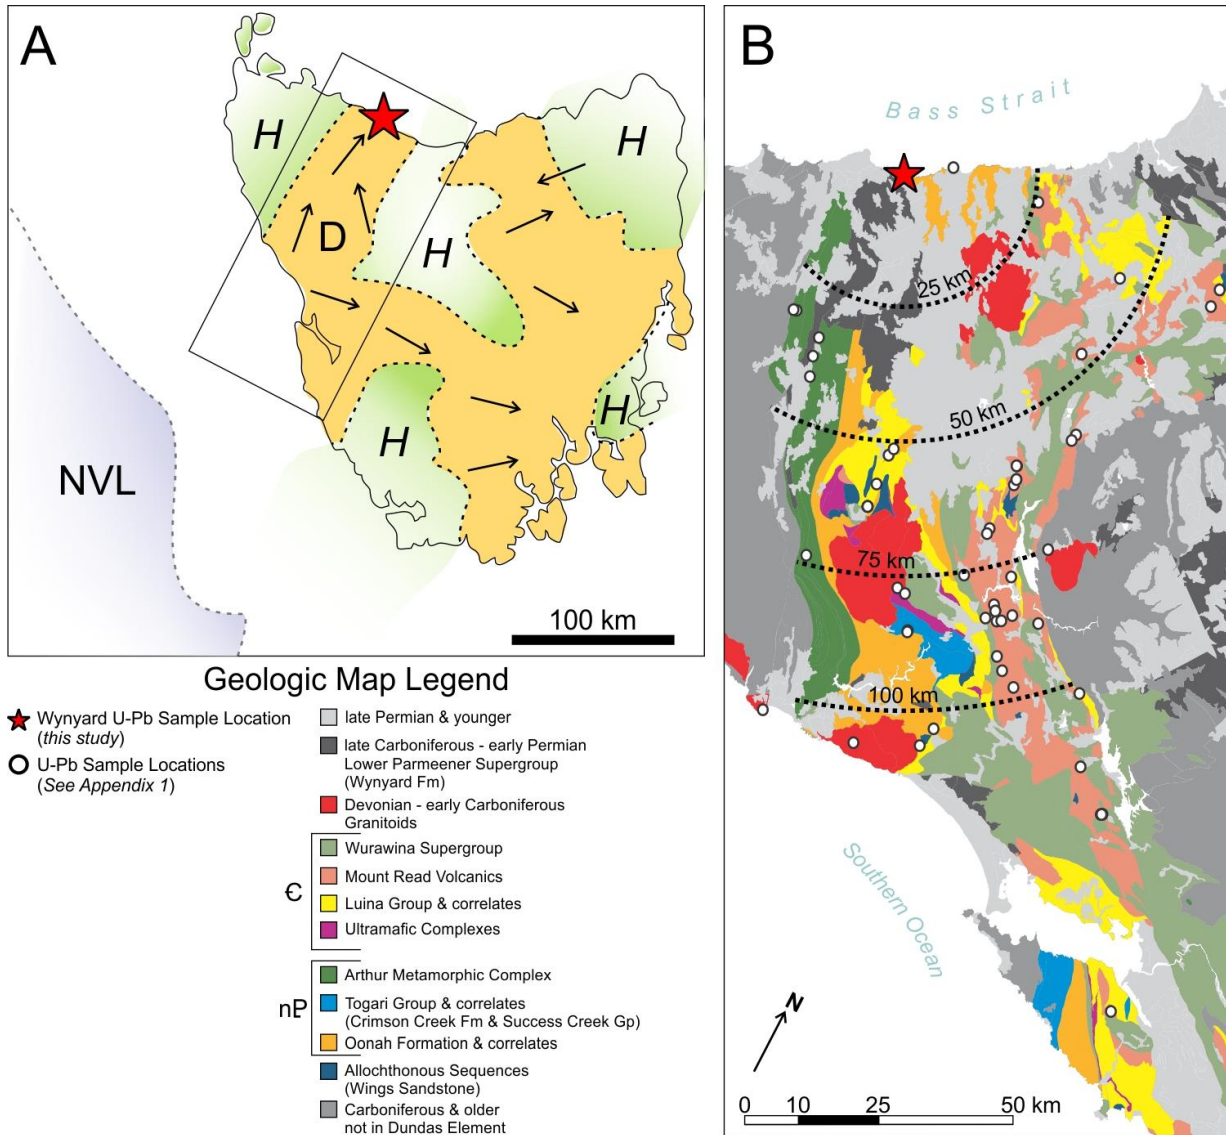 A
H
H
D
H
NVL
H
H
100 km
B
Bass Strait
25 km
50 km
75 km
100 km
Southern Ocean
N
0 10 25 50 km
Geologic Map Legend
Wynyard U-Pb Sample Location
(this study)
U-Pb Sample Locations
(See Appendix 1)
late Permian & younger
late Carboniferous - early Permian
Lower Parmeener Supergroup
(Wynyard Fm)
Devonian - early Carboniferous
Granitoids
Є
Wurawina Supergroup
Mount Read Volcanics
Luina Group & correlates
Ultramafic Complexes
nP
Arthur Metamorphic Complex
Togari Group & correlates
(Crimson Creek Fm & Success Creek Gp)
Oonah Formation & correlates
Allochthonous Sequences
(Wings Sandstone)
Carboniferous & older
not in Dundas Element